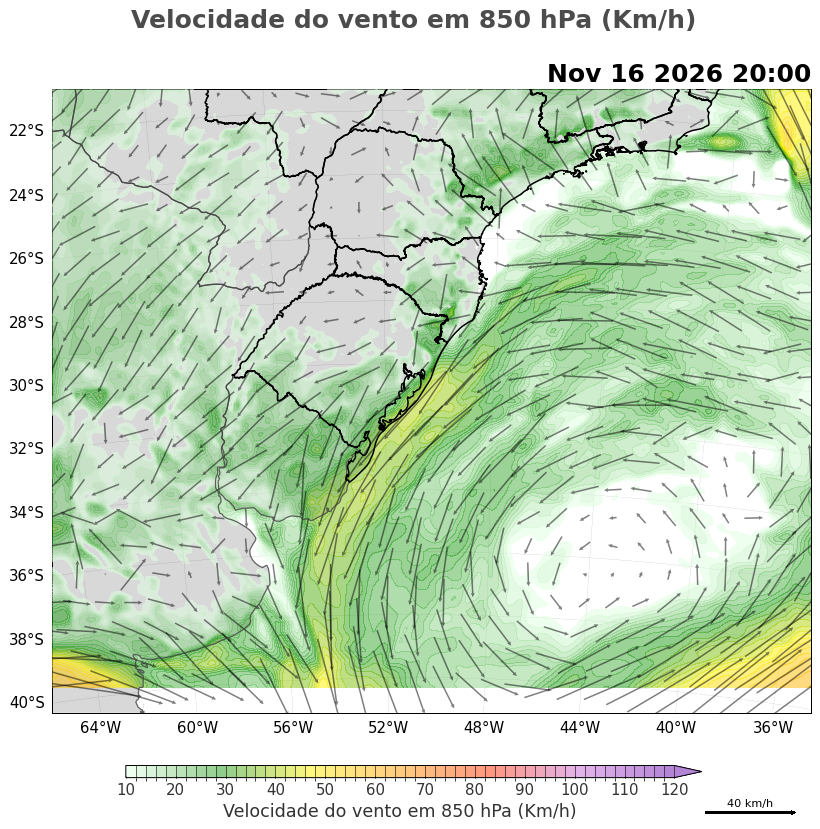 Velocidade do vento em 850 hPa (Km/h)
Nov 16 2026 20:00
22°S
24°S
26°S
28°S
30°S
32°S
34°S
36°S
38°S
40°S
64°W 60°W 56°W 52°W 48°W 44°W 40°W 36°W
10 20 30 40 50 60 70 80 90 100 110 120
Velocidade do vento em 850 hPa (Km/h)
40 km/h